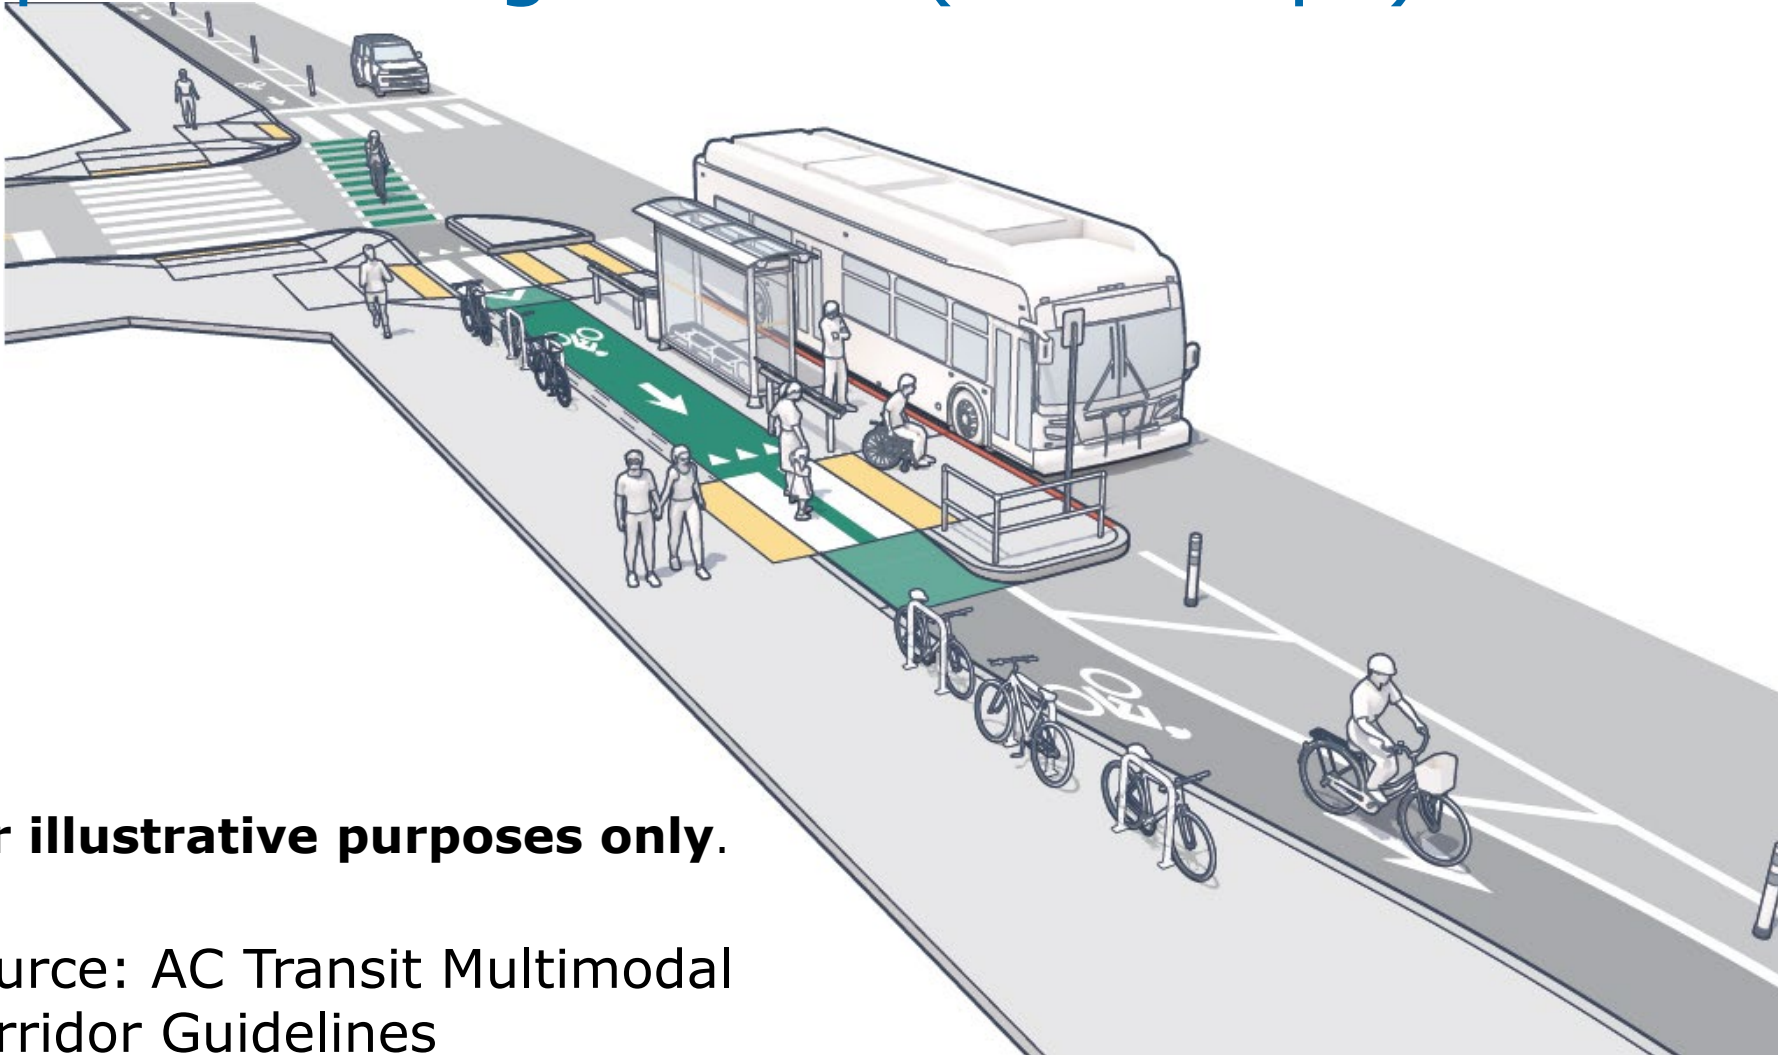 r illustrative purposes only.
urce: AC Transit Multimodal
rridor Guidelines